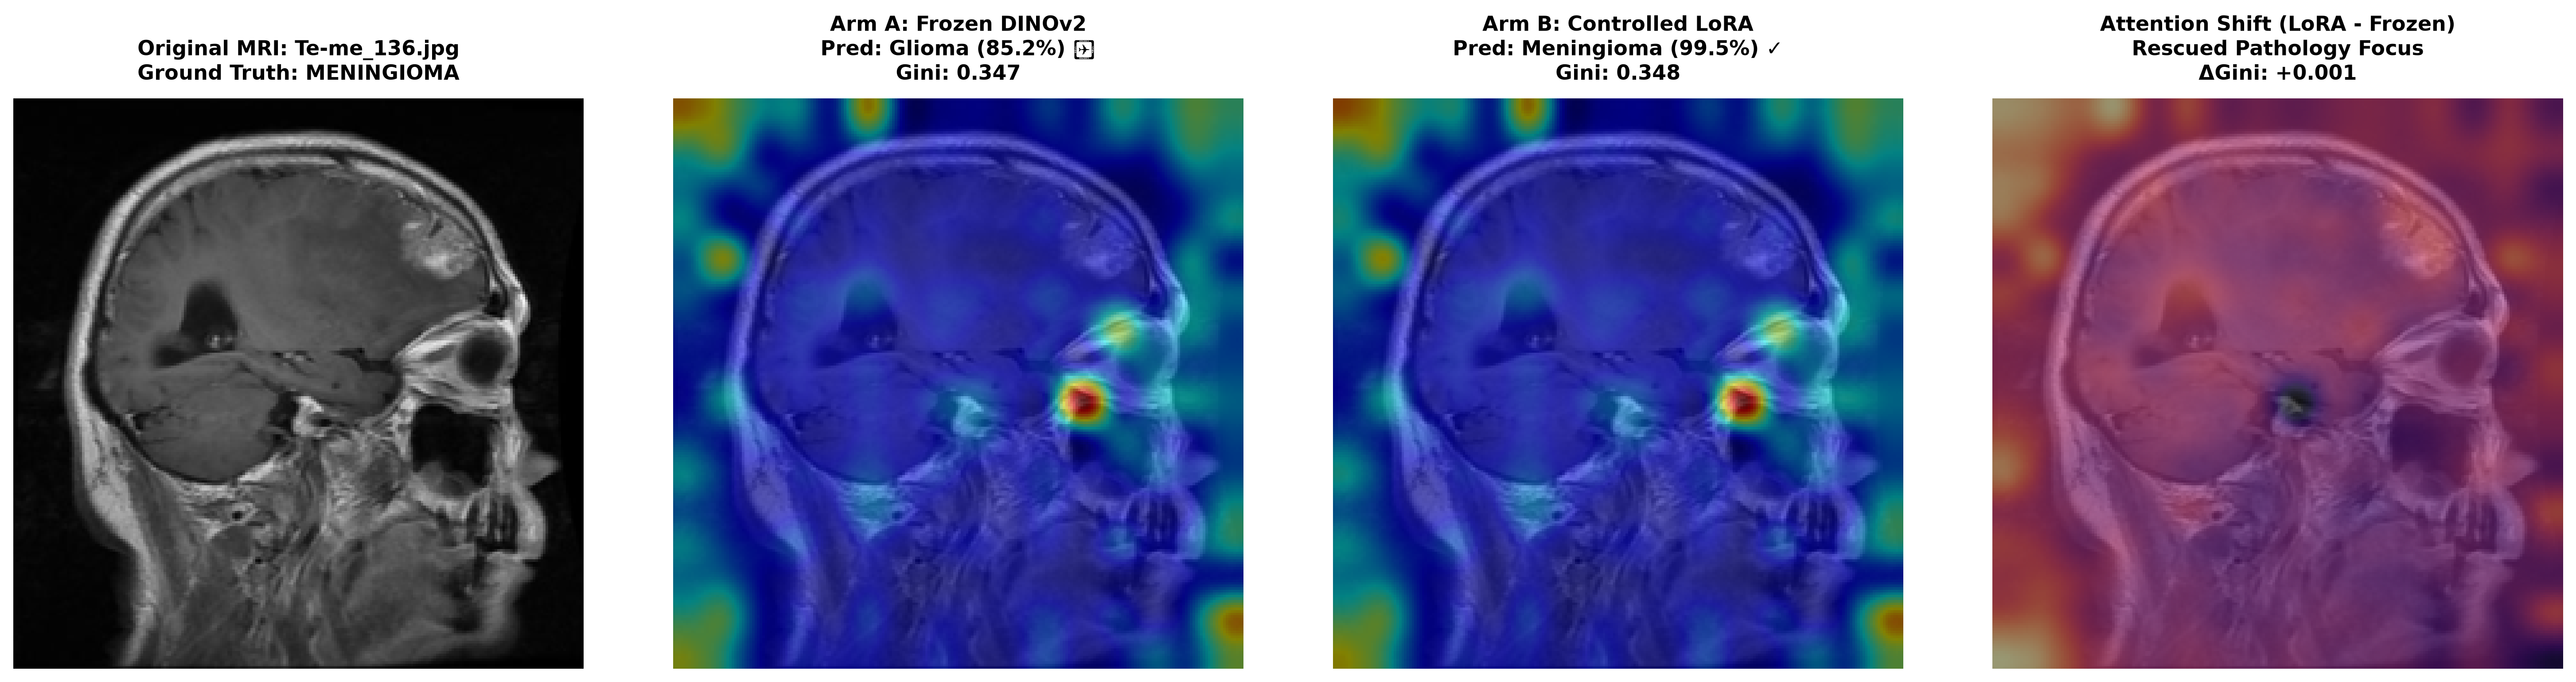 Original MRI: Te-me_136.jpg
Ground Truth: MENINGIOMA
Arm A: Frozen DINOv2
Pred: Glioma (85.2%)
Gini: 0.347
Arm B: Controlled LoRA
Pred: Meningioma (99.5%) ✓
Gini: 0.348
Attention Shift (LoRA - Frozen)
Rescued Pathology Focus
ΔGini: +0.001